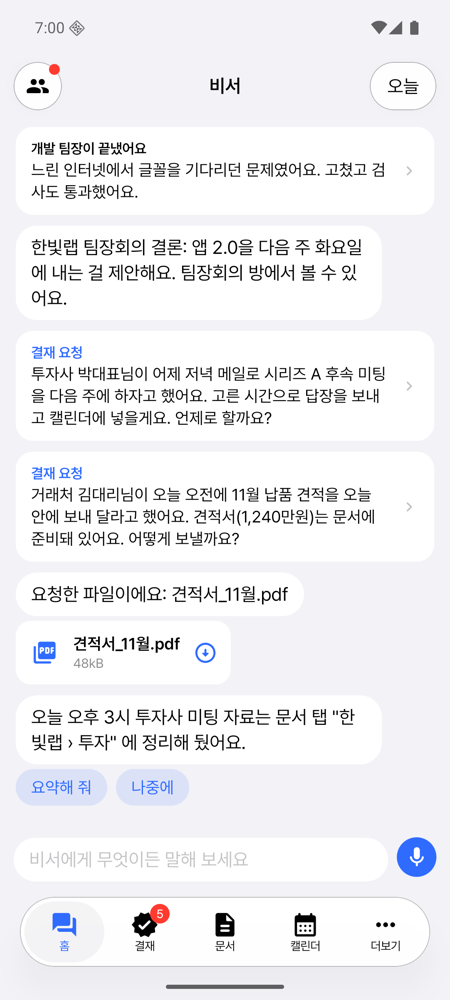 7:00
비서
오늘
개발 팀장이 끝냈어요
느린 인터넷에서 글꼴을 기다리던 문제였어요. 고쳤고 검
사도 통과했어요.
한빛랩 팀장회의 결론: 앱 2.0을 다음 주 화요일
에 내는 걸 제안해요. 팀장회의 방에서 볼 수 있
어요.
결재 요청
투자사 박대표님이 어제 저녁 메일로 시리즈 A 후속 미팅
을 다음 주에 하자고 했어요. 고른 시간으로 답장을 보내
고 캘린더에 넣을게요. 언제로 할까요?
결재 요청
거래처 김대리님이 오늘 오전에 11월 납품 견적을 오늘
안에 보내 달라고 했어요. 견적서(1,240만원)는 문서에
준비돼 있어요. 어떻게 보낼까요?
요청한 파일이에요: 견적서_11월.pdf
PDF
견적서_11월.pdf
48kB
오늘 오후 3시 투자사 미팅 자료는 문서 탭 "한
빛랩 › 투자" 에 정리해 뒀어요.
요약해 줘
나중에
비서에게 무엇이든 말해 보세요
5
홈
결재
문서
캘린더
더보기